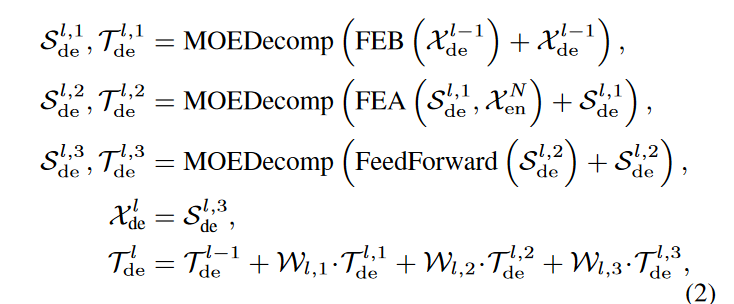 𝒮_de^{l,1}, 𝒯_de^{l,1} = MOEDecomp (FEB (𝒳_de^{l−1}) + 𝒳_de^{l−1}),
𝒮_de^{l,2}, 𝒯_de^{l,2} = MOEDecomp (FEA (𝒮_de^{l,1}, 𝒳_en^N) + 𝒮_de^{l,1}),
𝒮_de^{l,3}, 𝒯_de^{l,3} = MOEDecomp (FeedForward (𝒮_de^{l,2}) + 𝒮_de^{l,2}),
𝒳_de^l = 𝒮_de^{l,3},
𝒯_de^l = 𝒯_de^{l−1} + 𝒲_{l,1}·𝒯_de^{l,1} + 𝒲_{l,2}·𝒯_de^{l,2} + 𝒲_{l,3}·𝒯_de^{l,3},
(2)